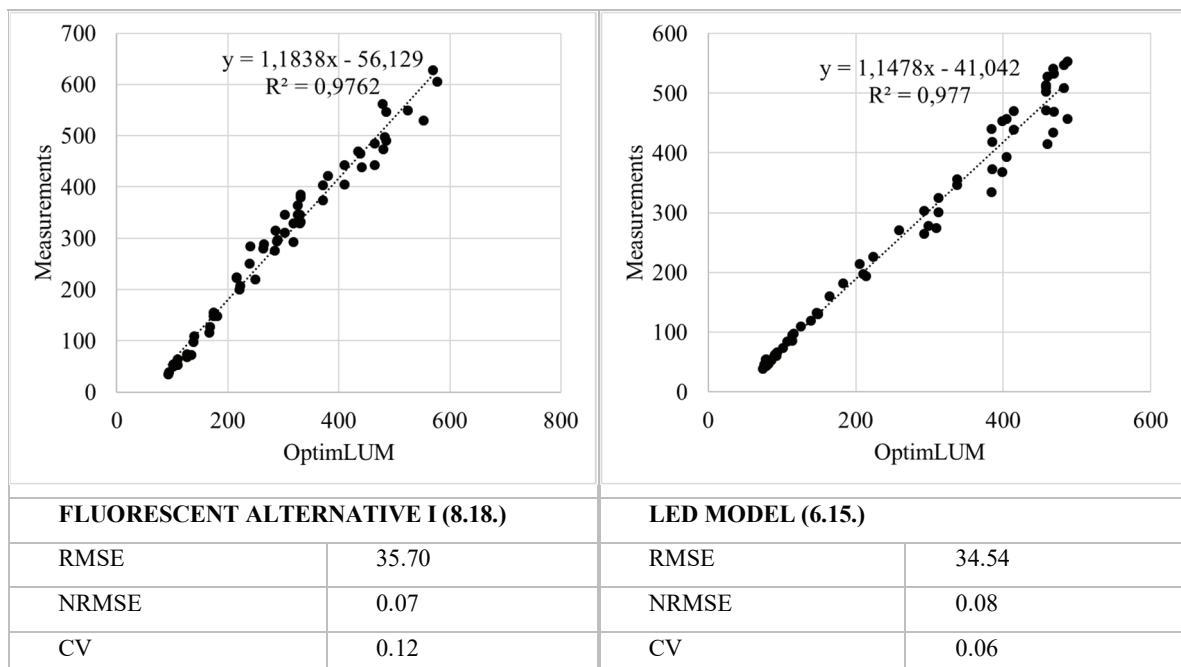 700
600
500
400
300
200
100
0
0 200 400 600 800
Measurements
OptimLUM
y = 1,1838x - 56,129
R² = 0,9762
600
500
400
300
200
100
0
0 200 400 600
Measurements
OptimLUM
y = 1,1478x - 41,042
R² = 0,977
FLUORESCENT ALTERNATIVE I (8.18.) LED MODEL (6.15.)
RMSE 35.70 RMSE 34.54
NRMSE 0.07 NRMSE 0.08
CV 0.12 CV 0.06